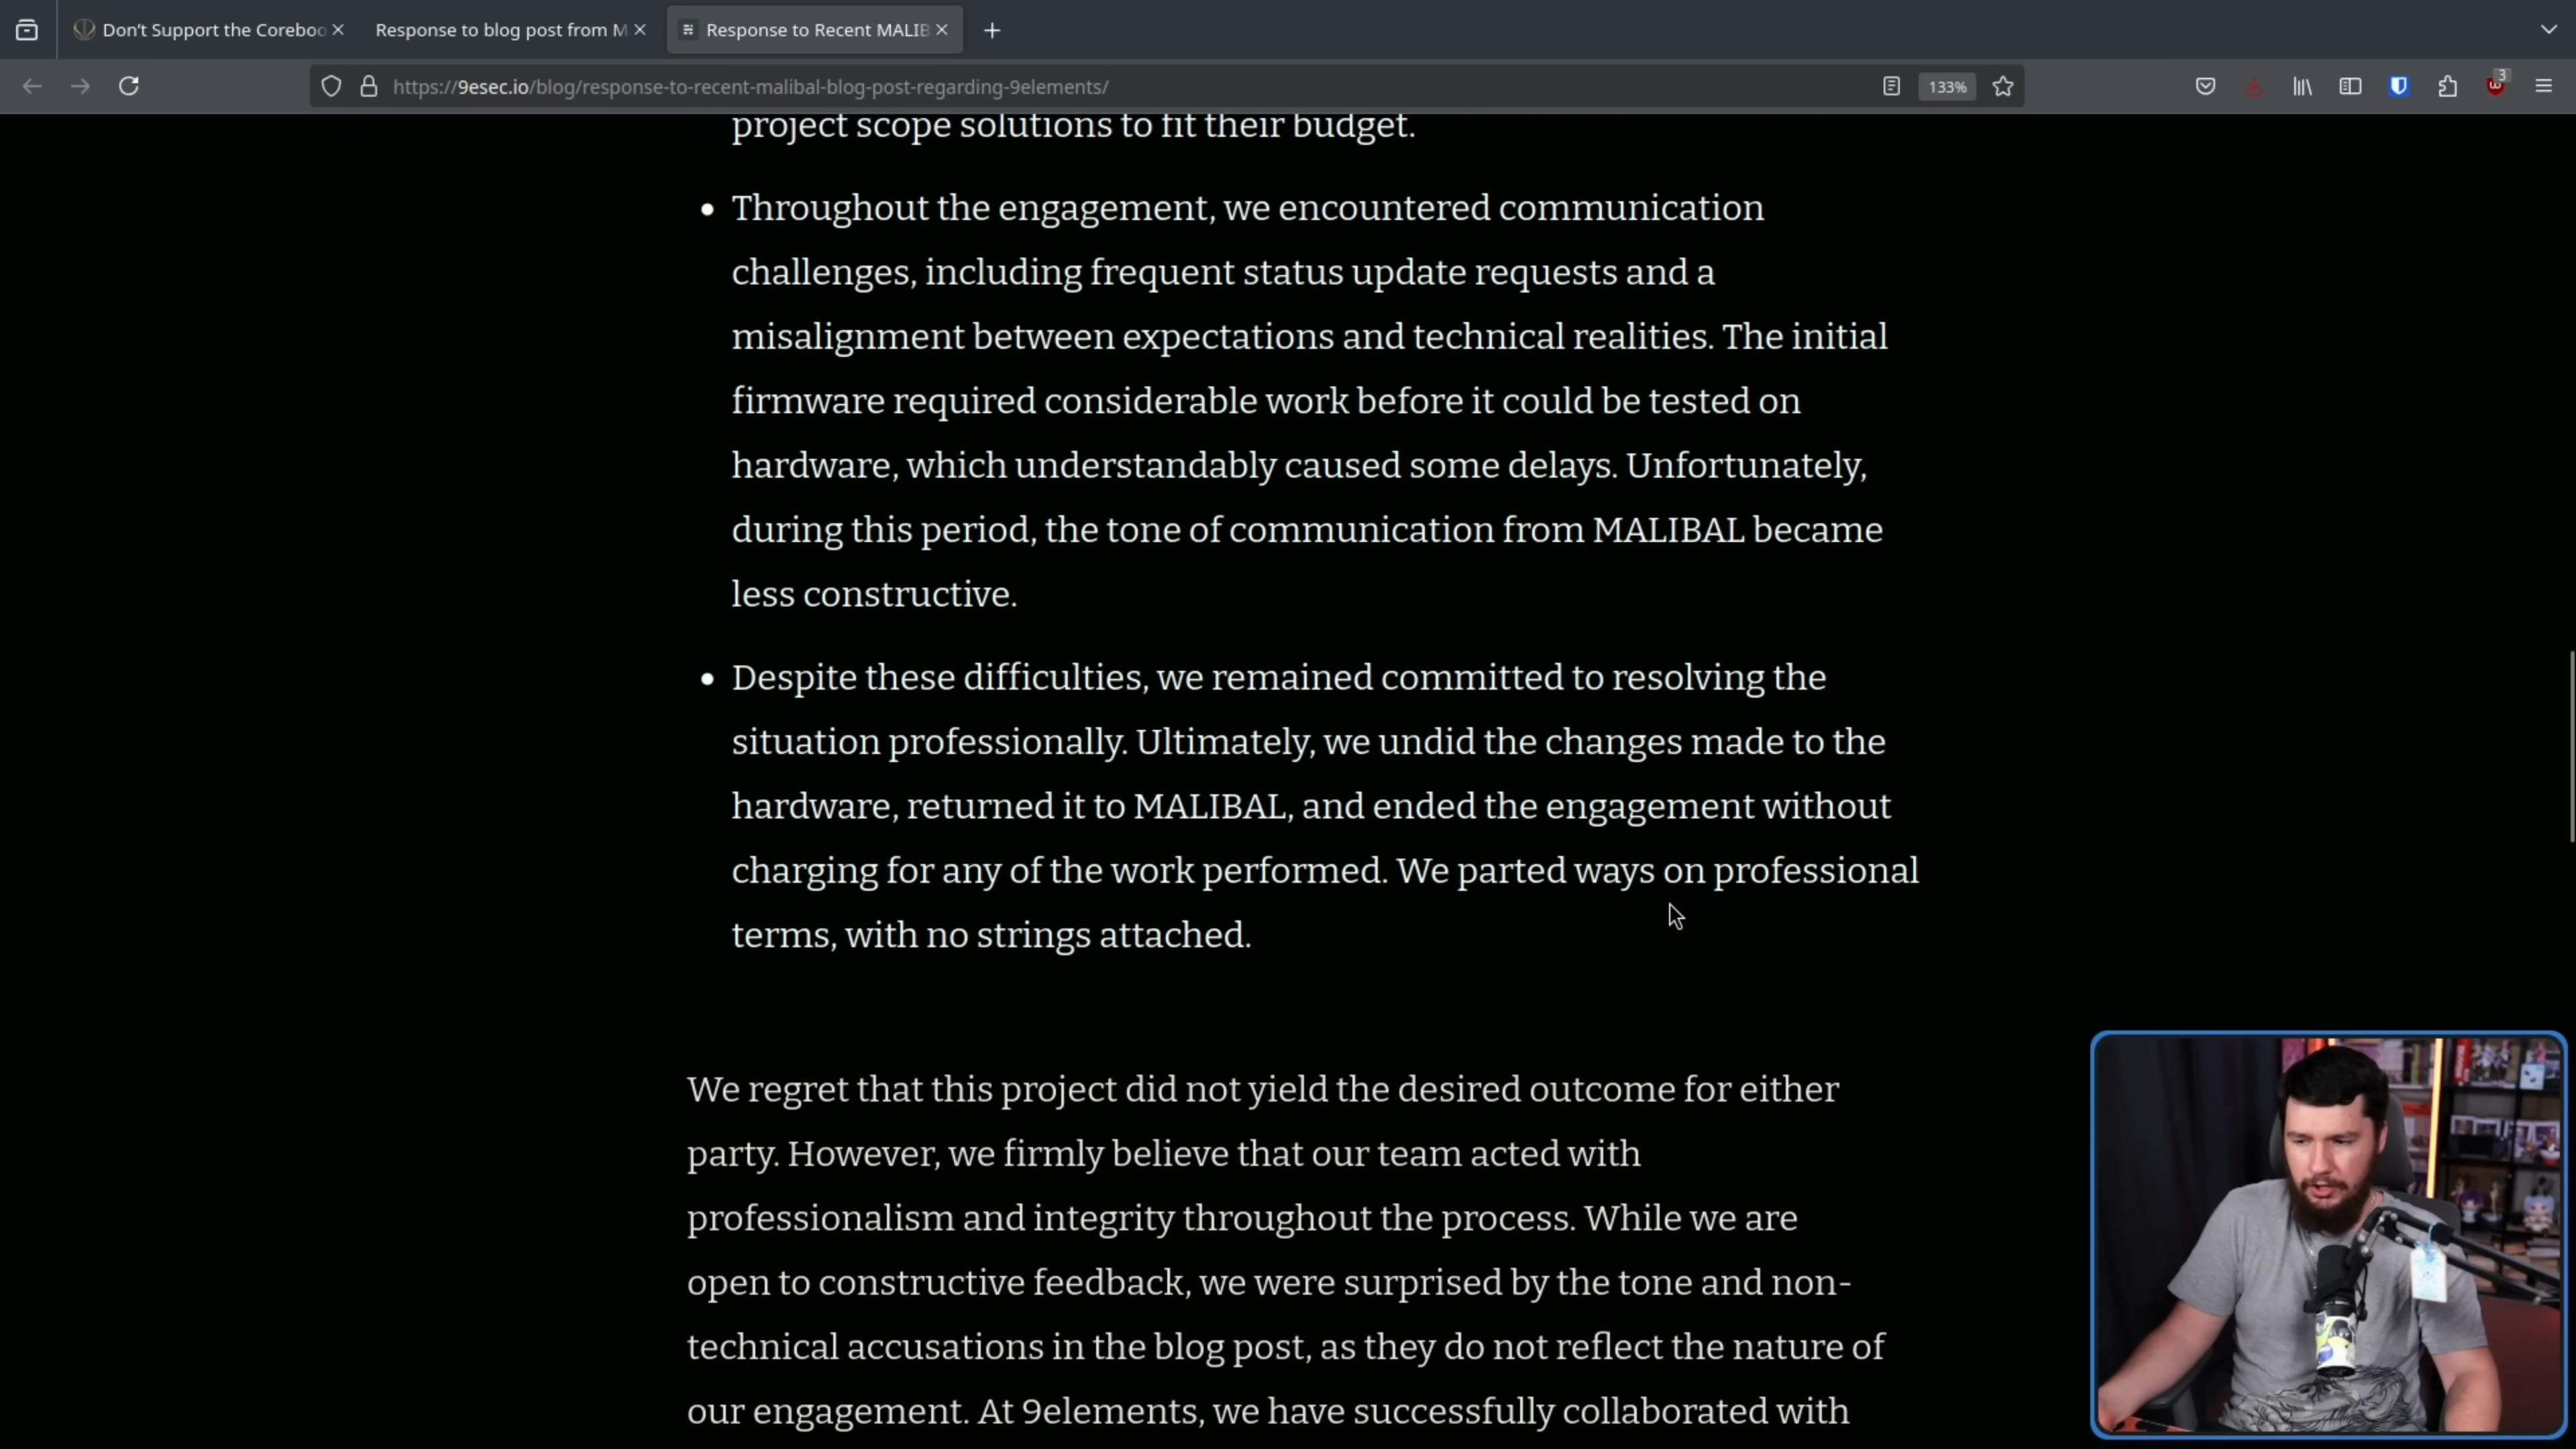 Don't Support the Coreboo
Response to blog post from M
Response to Recent MALIB
https://9esec.io/blog/response-to-recent-malibal-blog-post-regarding-9elements/
133%
3
project scope solutions to fit their budget.
• Throughout the engagement, we encountered communication
challenges, including frequent status update requests and a
misalignment between expectations and technical realities. The initial
firmware required considerable work before it could be tested on
hardware, which understandably caused some delays. Unfortunately,
during this period, the tone of communication from MALIBAL became
less constructive.
• Despite these difficulties, we remained committed to resolving the
situation professionally. Ultimately, we undid the changes made to the
hardware, returned it to MALIBAL, and ended the engagement without
charging for any of the work performed. We parted ways on professional
terms, with no strings attached.
We regret that this project did not yield the desired outcome for either
party. However, we firmly believe that our team acted with
professionalism and integrity throughout the process. While we are
open to constructive feedback, we were surprised by the tone and non-
technical accusations in the blog post, as they do not reflect the nature of
our engagement. At 9elements, we have successfully collaborated with